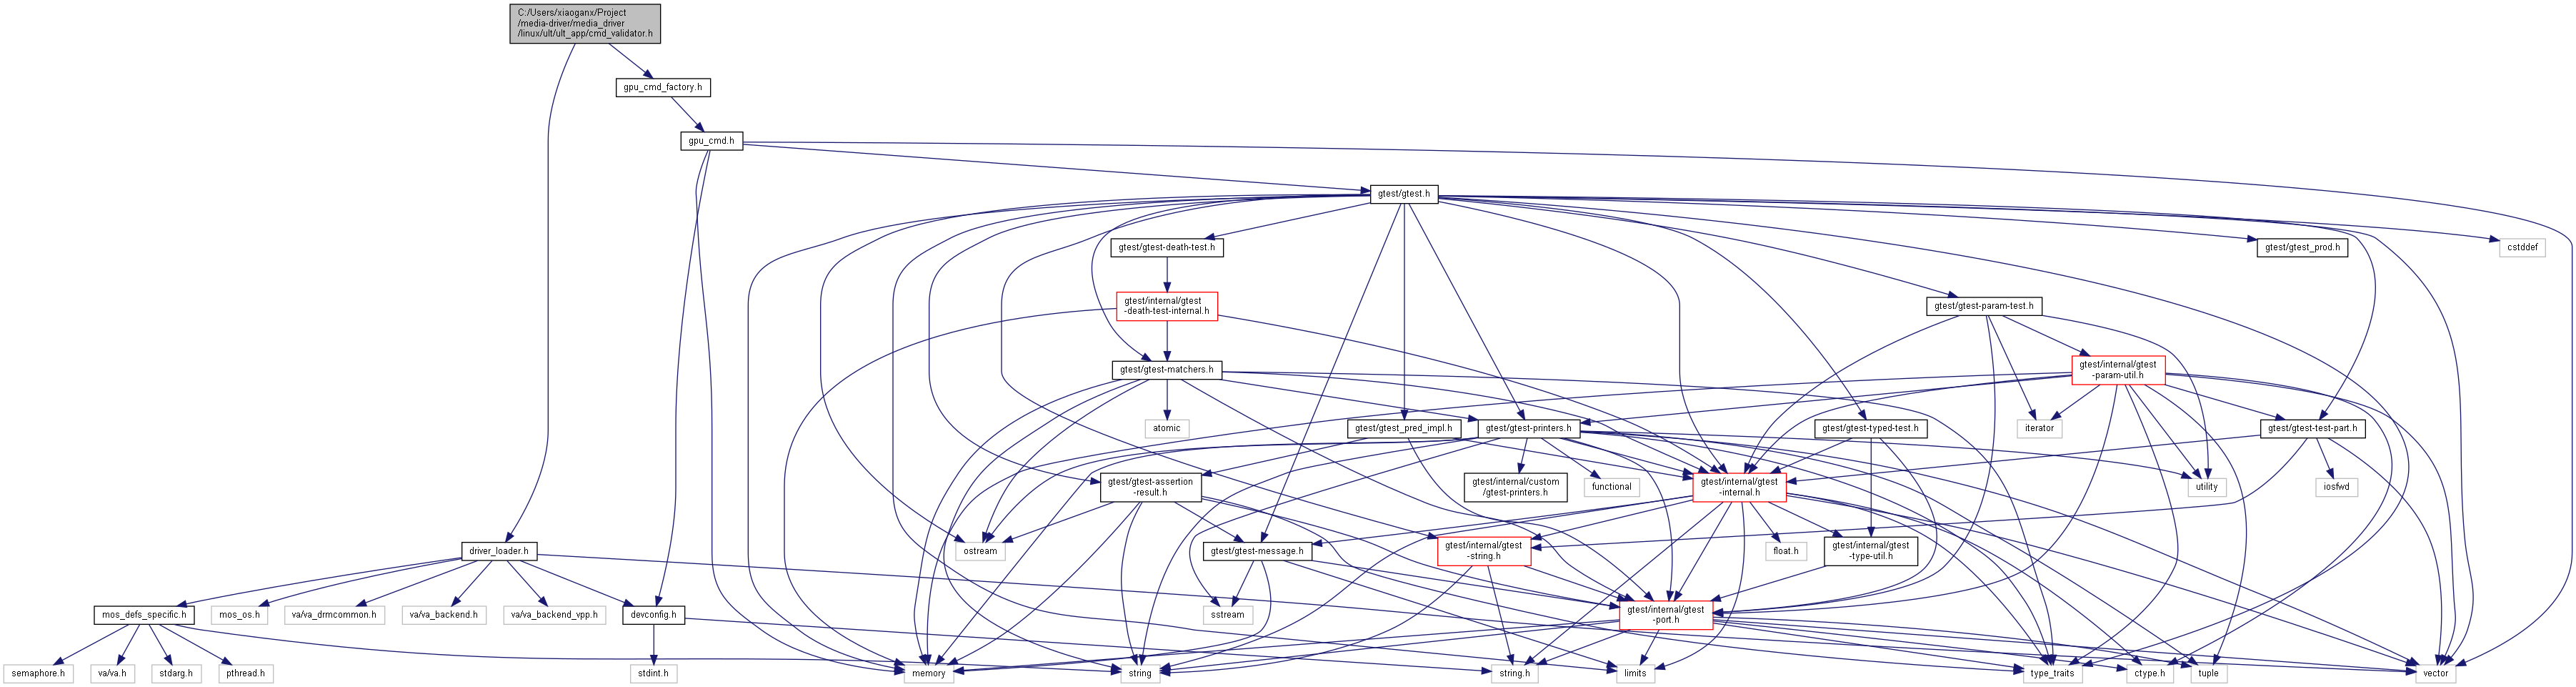 C:/Users/xiaoganx/Project
/media-driver/media_driver
/linux/ult/ult_app/cmd_validator.h
gpu_cmd_factory.h
gpu_cmd.h
gtest/gtest.h
gtest/gtest-death-test.h
gtest/gtest_prod.h
cstddef
gtest/internal/gtest
-death-test-internal.h
gtest/gtest-param-test.h
gtest/gtest-matchers.h
gtest/internal/gtest
-param-util.h
atomic
gtest/gtest_pred_impl.h
gtest/gtest-printers.h
gtest/gtest-typed-test.h
iterator
gtest/gtest-test-part.h
gtest/gtest-assertion
-result.h
gtest/internal/custom
/gtest-printers.h
functional
gtest/internal/gtest
-internal.h
utility
iosfwd
driver_loader.h
ostream
gtest/gtest-message.h
gtest/internal/gtest
-string.h
float.h
gtest/internal/gtest
-type-util.h
mos_defs_specific.h
mos_os.h
va/va_drmcommon.h
va/va_backend.h
va/va_backend_vpp.h
devconfig.h
sstream
gtest/internal/gtest
-port.h
semaphore.h
va/va.h
stdarg.h
pthread.h
stdint.h
memory
string
string.h
limits
type_traits
ctype.h
tuple
vector